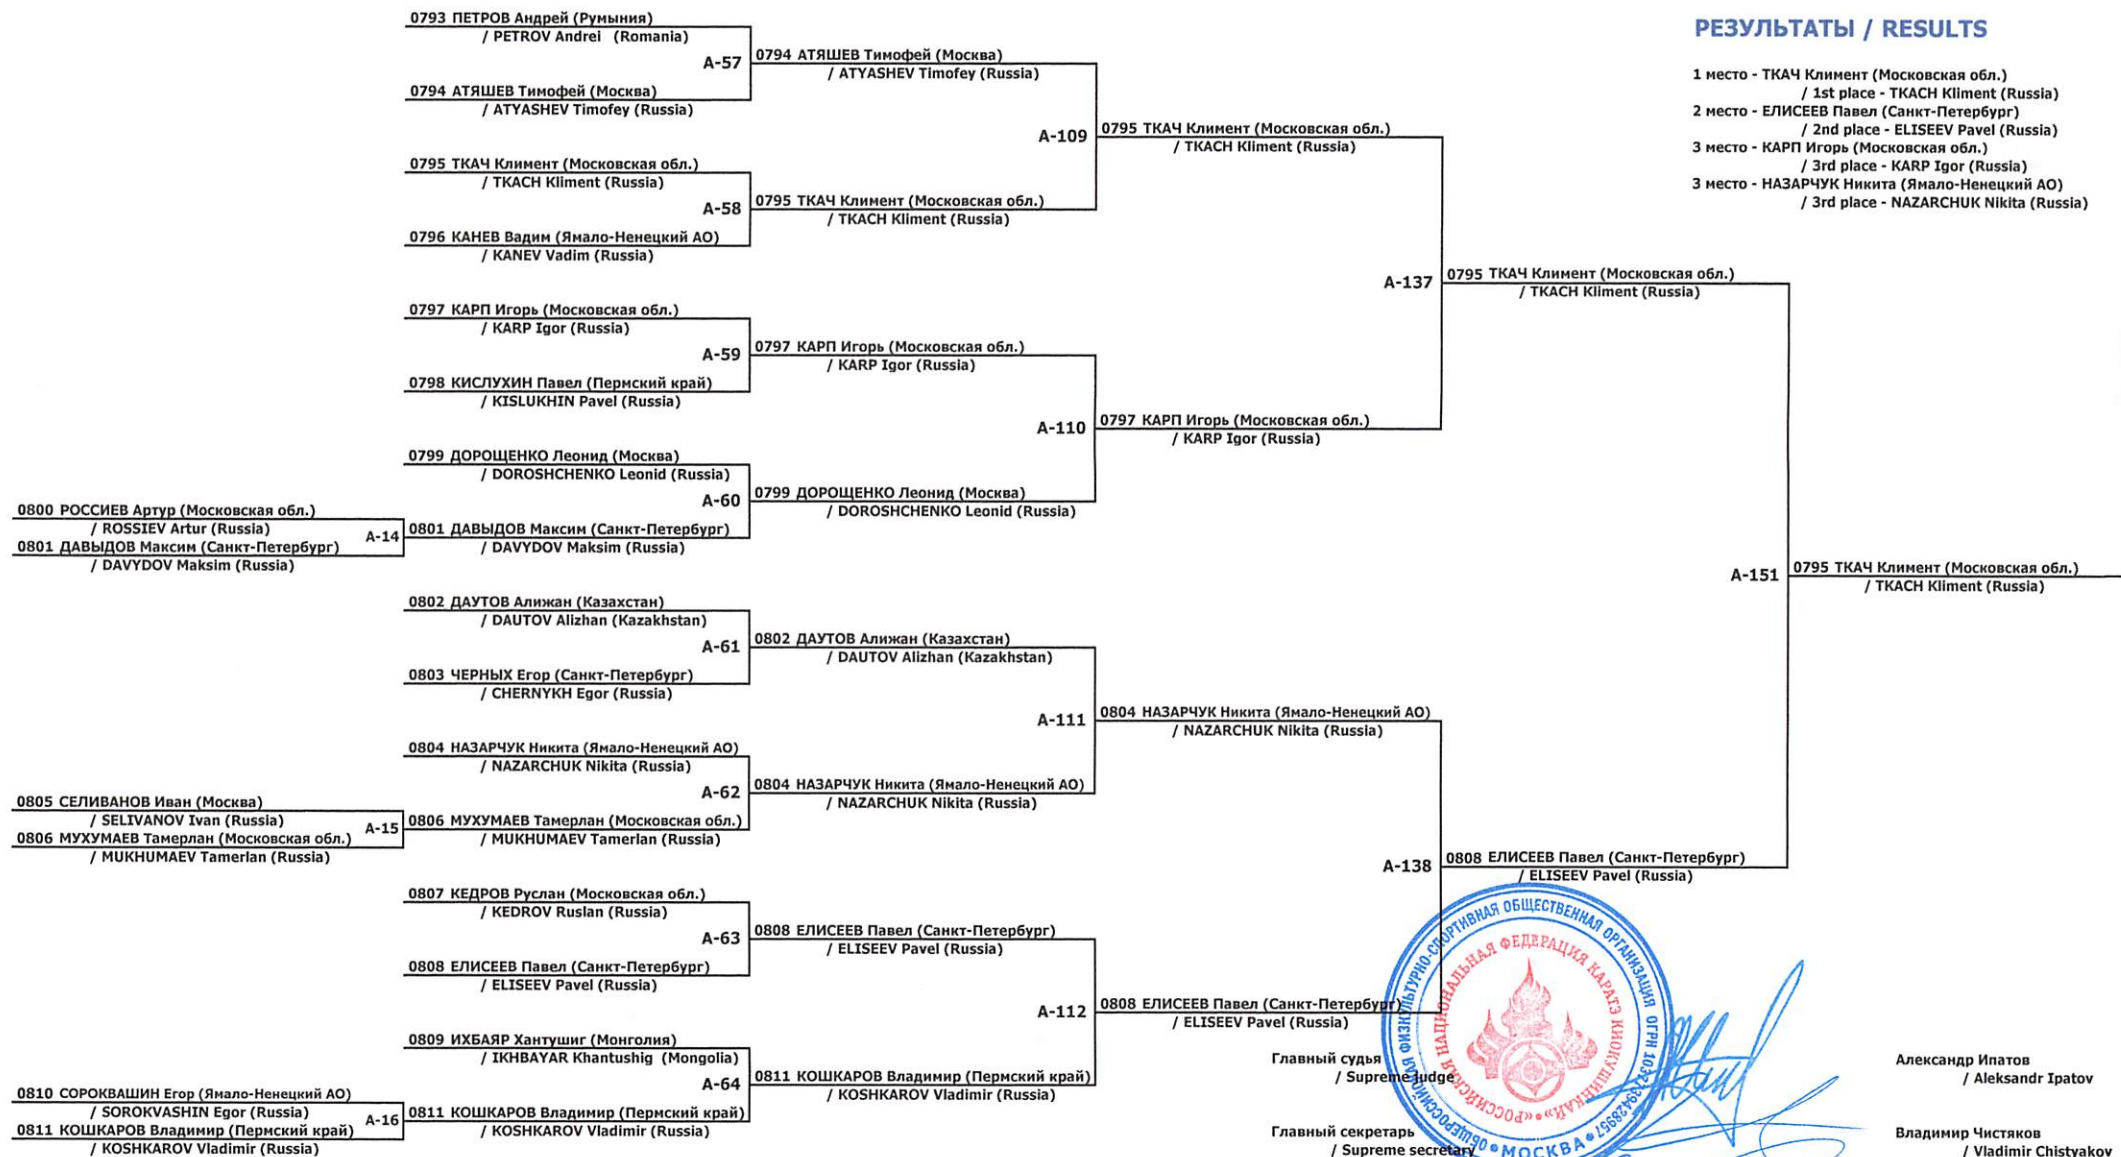 РЕЗУЛЬТАТЫ / RESULTS
1 место - ТКАЧ Климент (Московская обл.)
/ 1st place - TKACH Kliment (Russia)
2 место - ЕЛИСЕЕВ Павел (Санкт-Петербург)
/ 2nd place - ELISEEV Pavel (Russia)
3 место - КАРП Игорь (Московская обл.)
/ 3rd place - KARP Igor (Russia)
3 место - НАЗАРЧУК Никита (Ямало-Ненецкий АО)
/ 3rd place - NAZARCHUK Nikita (Russia)
0800 РОССИЕВ Артур (Московская обл.)
/ ROSSIEV Artur (Russia)
A-14
0801 ДАВЫДОВ Максим (Санкт-Петербург)
/ DAVYDOV Maksim (Russia)
0805 СЕЛИВАНОВ Иван (Москва)
/ SELIVANOV Ivan (Russia)
A-15
0806 МУХУМАЕВ Тамерлан (Московская обл.)
/ MUKHUMAEV Tamerlan (Russia)
0810 СОРОКВАШИН Егор (Ямало-Ненецкий АО)
/ SOROKVASHIN Egor (Russia)
A-16
0811 КОШКАРОВ Владимир (Пермский край)
/ KOSHKAROV Vladimir (Russia)
0793 ПЕТРОВ Андрей (Румыния)
/ PETROV Andrei (Romania)
A-57
0794 АТЯШЕВ Тимофей (Москва)
/ ATYASHEV Timofey (Russia)
0795 ТКАЧ Климент (Московская обл.)
/ TKACH Kliment (Russia)
A-58
0796 КАНЕВ Вадим (Ямало-Ненецкий АО)
/ KANEV Vadim (Russia)
0797 КАРП Игорь (Московская обл.)
/ KARP Igor (Russia)
A-59
0798 КИСЛУХИН Павел (Пермский край)
/ KISLUKHIN Pavel (Russia)
0799 ДОРОЩЕНКО Леонид (Москва)
/ DOROSHCHENKO Leonid (Russia)
A-60
0801 ДАВЫДОВ Максим (Санкт-Петербург)
/ DAVYDOV Maksim (Russia)
0802 ДАУТОВ Алижан (Казахстан)
/ DAUTOV Alizhan (Kazakhstan)
A-61
0803 ЧЕРНЫХ Егор (Санкт-Петербург)
/ CHERNYKH Egor (Russia)
0804 НАЗАРЧУК Никита (Ямало-Ненецкий АО)
/ NAZARCHUK Nikita (Russia)
A-62
0806 МУХУМАЕВ Тамерлан (Московская обл.)
/ MUKHUMAEV Tamerlan (Russia)
0807 КЕДРОВ Руслан (Московская обл.)
/ KEDROV Ruslan (Russia)
A-63
0808 ЕЛИСЕЕВ Павел (Санкт-Петербург)
/ ELISEEV Pavel (Russia)
0809 ИХБАЯР Хантушиг (Монголия)
/ IKHBAYAR Khantushig (Mongolia)
A-64
0811 КОШКАРОВ Владимир (Пермский край)
/ KOSHKAROV Vladimir (Russia)
0794 АТЯШЕВ Тимофей (Москва)
/ ATYASHEV Timofey (Russia)
A-109
0795 ТКАЧ Климент (Московская обл.)
/ TKACH Kliment (Russia)
0797 КАРП Игорь (Московская обл.)
/ KARP Igor (Russia)
A-110
0799 ДОРОЩЕНКО Леонид (Москва)
/ DOROSHCHENKO Leonid (Russia)
0802 ДАУТОВ Алижан (Казахстан)
/ DAUTOV Alizhan (Kazakhstan)
A-111
0804 НАЗАРЧУК Никита (Ямало-Ненецкий АО)
/ NAZARCHUK Nikita (Russia)
0808 ЕЛИСЕЕВ Павел (Санкт-Петербург)
/ ELISEEV Pavel (Russia)
A-112
0811 КОШКАРОВ Владимир (Пермский край)
/ KOSHKAROV Vladimir (Russia)
0795 ТКАЧ Климент (Московская обл.)
/ TKACH Kliment (Russia)
A-137
0797 КАРП Игорь (Московская обл.)
/ KARP Igor (Russia)
0804 НАЗАРЧУК Никита (Ямало-Ненецкий АО)
/ NAZARCHUK Nikita (Russia)
A-138
0808 ЕЛИСЕЕВ Павел (Санкт-Петербург)
/ ELISEEV Pavel (Russia)
0795 ТКАЧ Климент (Московская обл.)
/ TKACH Kliment (Russia)
A-151
0808 ЕЛИСЕЕВ Павел (Санкт-Петербург)
/ ELISEEV Pavel (Russia)
0795 ТКАЧ Климент (Московская обл.)
/ TKACH Kliment (Russia)
Главный судья
/ Supreme judge
Александр Ипатов
/ Aleksandr Ipatov
Главный секретарь
/ Supreme secretary
Владимир Чистяков
/ Vladimir Chistyakov
ОБЩЕРОССИЙСКАЯ ФИЗКУЛЬТУРНО-СПОРТИВНАЯ ОБЩЕСТВЕННАЯ ОРГАНИЗАЦИЯ ОГРН
МОСКВА
«РОССИЙСКАЯ НАЦИОНАЛЬНАЯ ФЕДЕРАЦИЯ КАРАТЭ КИОКУШИНКАЙ»